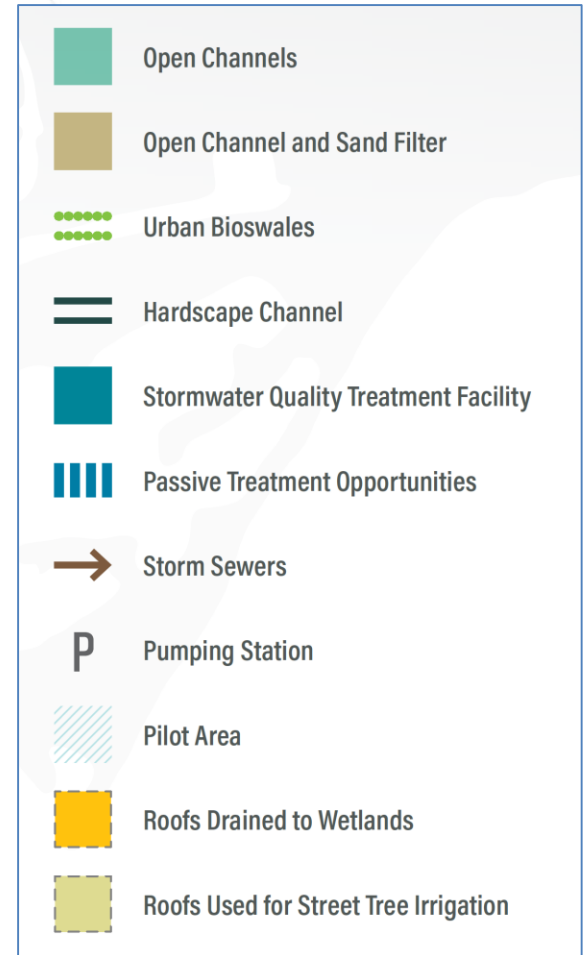 Open Channels
Open Channel and Sand Filter
Urban Bioswales
Hardscape Channel
Stormwater Quality Treatment Facility
Passive Treatment Opportunities
Storm Sewers
P Pumping Station
Pilot Area
Roofs Drained to Wetlands
Roofs Used for Street Tree Irrigation